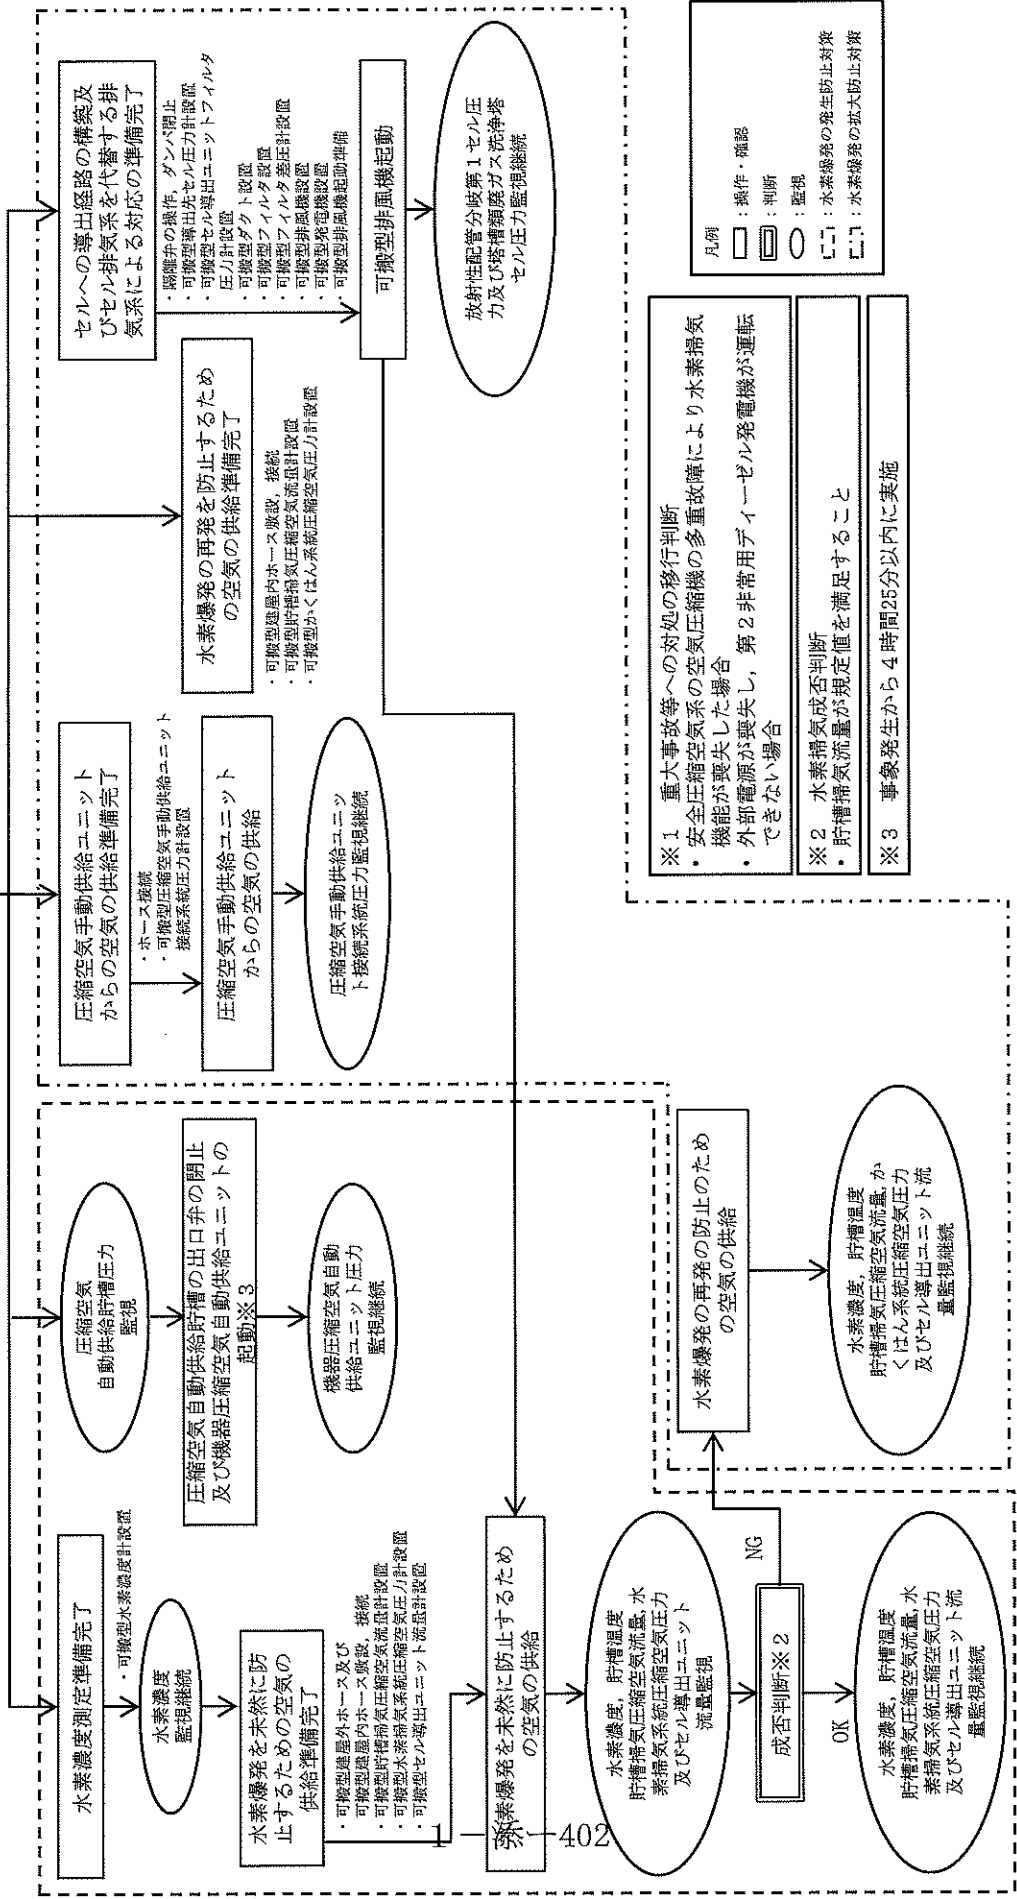 水素濃度測定準備完了
・可搬型水素濃度計設置
水素濃度
監視継続
水素爆発を未然に防
止するための空気の
供給準備完了
・可搬型建屋外ホース及び
可搬型建屋内ホース敷設，接続
・可搬型貯槽掃気圧縮空気流量計設置
・可搬型水素掃気系統圧縮空気圧力計設置
・可搬型セル導出ユニット流量計設置
水素爆発を未然に防止するため
の空気の供給
水素濃度，貯槽温度
貯槽掃気圧縮空気流量,水
素掃気系統圧縮空気圧力
及びセル導出ユニット
流量監視
成否判断※2
NG
OK
水素濃度，貯槽温度
貯槽掃気圧縮空気流量,水
素掃気系統圧縮空気圧力
及びセル導出ユニット流
量監視継続
圧縮空気
自動供給貯槽圧力
監視
圧縮空気自動供給貯槽の出口弁の閉止
及び機器圧縮空気自動供給ユニットの
起動※3
機器圧縮空気自動
供給ユニット圧力
監視継続
水素爆発の再発の防止のため
の空気の供給
水素濃度，貯槽温度
貯槽掃気圧縮空気流量,か
くはん系統圧縮空気圧力
及びセル導出ユニット流
量監視継続
圧縮空気手動供給ユニット
からの空気の供給準備完了
・ホース接続
・可搬型圧縮空気手動供給ユニット
接続系統圧力計設置
圧縮空気手動供給ユニット
からの空気の供給
圧縮空気手動供給ユニッ
ト接続系統圧力監視継続
水素爆発の再発を防止するため
の空気の供給準備完了
・可搬型建屋内ホース敷設，接続
・可搬型貯槽掃気圧縮空気流量計設置
・可搬型かくはん系統圧縮空気圧力計設置
セルへの導出経路の構築及
びセル排気系を代替する排
気系による対応の準備完了
・隔離弁の操作，ダンパ閉止
・可搬型導出先セル圧力計設置
・可搬型セル導出ユニットフィルタ
圧力計設置
・可搬型ダクト設置
・可搬型フィルタ設置
・可搬型フィルタ差圧計設置
・可搬型排風機設置
・可搬型発電機設置
・可搬型排風機起動準備
可搬型排風機起動
放射性配管分岐第１セル圧
力及び塔槽類廃ガス洗浄塔
セル圧力監視継続
※1　重大事故等への対処の移行判断
・安全圧縮空気系の空気圧縮機の多重故障により水素掃気
機能が喪失した場合
・外部電源が喪失し，第２非常用ディーゼル発電機が運転
できない場合
※2　水素掃気成否判断
・貯槽掃気流量が規定値を満足すること
※3　事象発生から４時間25分以内に実施
凡例
：操作・確認
：判断
：監視
：水素爆発の発生防止対策
：水素爆発の拡大防止対策